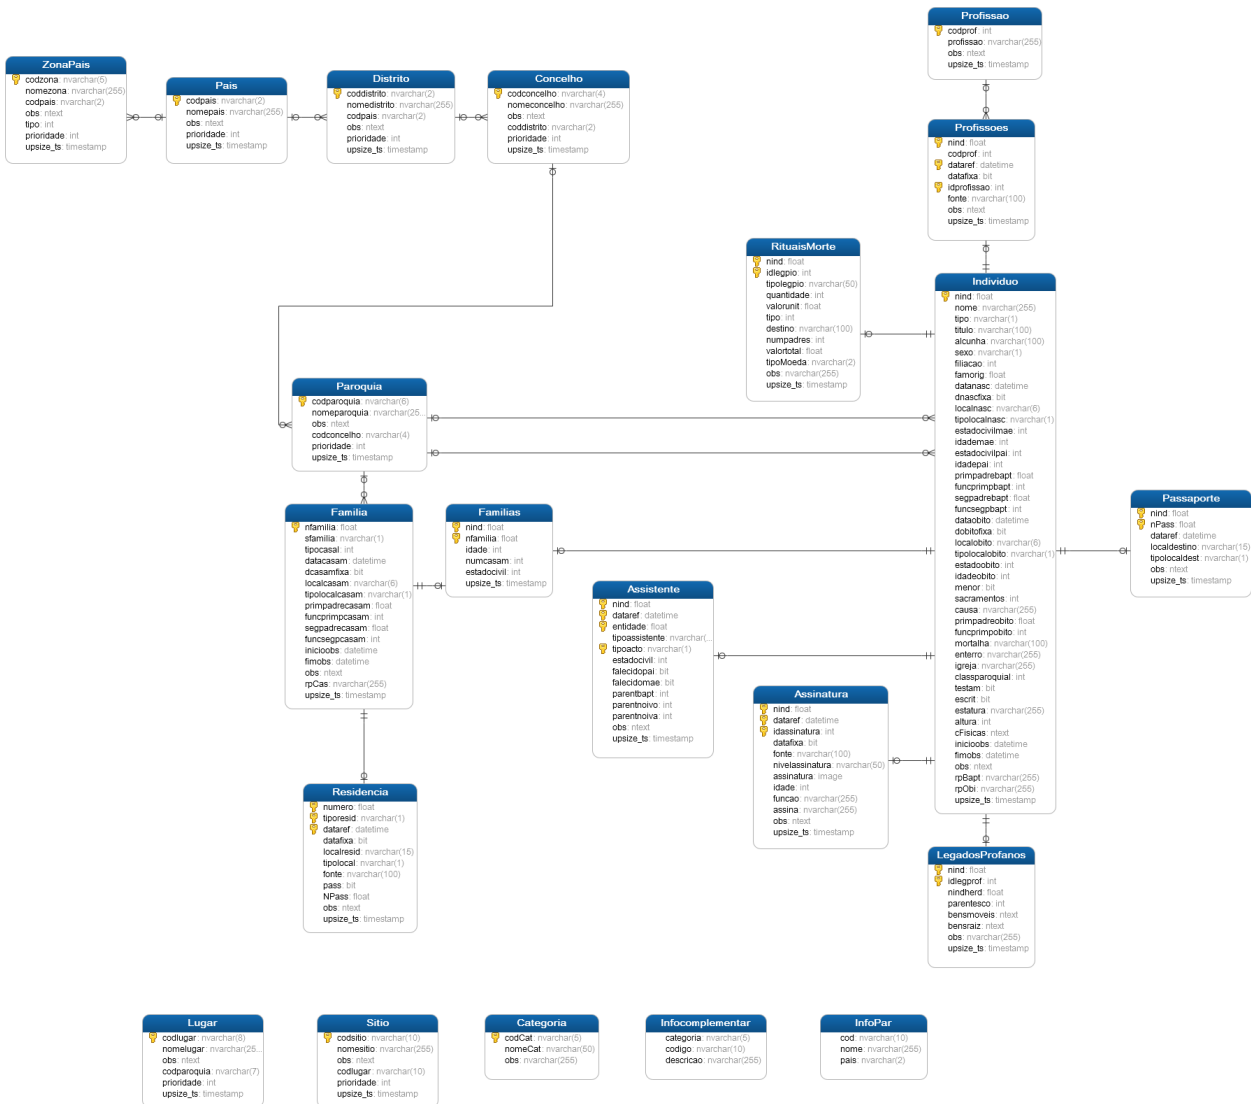 Profissao
codprof: int
profissao: nvarchar(255)
obs: ntext
upsize_ts: timestamp
ZonaPais
codzona: nvarchar(5)
nomezona: nvarchar(255)
codpais: nvarchar(2)
obs: ntext
tipo: int
prioridade: int
upsize_ts: timestamp
Pais
codpais: nvarchar(2)
nomepais: nvarchar(255)
obs: ntext
prioridade: int
upsize_ts: timestamp
Distrito
coddistrito: nvarchar(2)
nomedistrito: nvarchar(255)
codpais: nvarchar(2)
obs: ntext
prioridade: int
upsize_ts: timestamp
Concelho
codconcelho: nvarchar(4)
nomeconcelho: nvarchar(255)
obs: ntext
coddistrito: nvarchar(2)
prioridade: int
upsize_ts: timestamp
Profissoes
nind: float
codprof: int
dataref: datetime
datafixa: bit
idprofissao: int
fonte: nvarchar(100)
obs: ntext
upsize_ts: timestamp
RituaisMorte
nind: float
idlegpio: int
tipolegpio: nvarchar(50)
quantidade: int
valorunit: float
tipo: int
destino: nvarchar(100)
numpadres: int
valortotal: float
tipoMoeda: nvarchar(2)
obs: nvarchar(255)
upsize_ts: timestamp
Individuo
nind: float
nome: nvarchar(255)
tipo: nvarchar(1)
titulo: nvarchar(100)
alcunha: nvarchar(100)
sexo: nvarchar(1)
filiacao: int
famorig: float
datanasc: datetime
dnascfixa: bit
localnasc: nvarchar(6)
tipolocalnasc: nvarchar(1)
estadocivilmae: int
idademae: int
estadocivilpai: int
idadepai: int
primpadrebapt: float
funcprimpbapt: int
segpadrebapt: float
funcsegpbapt: int
dataobito: datetime
dobitofixa: bit
localobito: nvarchar(6)
tipolocalobito: nvarchar(1)
estadoobito: int
idadeobito: int
menor: bit
sacramentos: int
causa: nvarchar(255)
primpadreobito: float
funcprimpobito: int
mortalha: nvarchar(100)
enterro: nvarchar(255)
igreja: nvarchar(255)
classparoquial: int
testam: bit
escrit: bit
estatura: nvarchar(255)
altura: int
cFisicas: ntext
inicioobs: datetime
fimobs: datetime
obs: ntext
rpBapt: nvarchar(255)
rpObi: nvarchar(255)
upsize_ts: timestamp
Paroquia
codparoquia: nvarchar(6)
nomeparoquia: nvarchar(25...
obs: ntext
codconcelho: nvarchar(4)
prioridade: int
upsize_ts: timestamp
Familia
nfamilia: float
sfamilia: nvarchar(1)
tipocasal: int
datacasam: datetime
dcasamfixa: bit
localcasam: nvarchar(6)
tipolocalcasam: nvarchar(1)
primpadrecasam: float
funcprimpcasam: int
segpadrecasam: float
funcsegpcasam: int
inicioobs: datetime
fimobs: datetime
obs: ntext
rpCas: nvarchar(255)
upsize_ts: timestamp
Familias
nind: float
nfamilia: float
idade: int
numcasam: int
estadocivil: int
upsize_ts: timestamp
Passaporte
nind: float
nPass: float
dataref: datetime
localdestino: nvarchar(15)
tipolocaldest: nvarchar(1)
obs: ntext
upsize_ts: timestamp
Assistente
nind: float
dataref: datetime
entidade: float
tipoassistente: nvarchar(...
tipoacto: nvarchar(1)
estadocivil: int
falecidopai: bit
falecidomae: bit
parentbapt: int
parentnoivo: int
parentnoiva: int
obs: ntext
upsize_ts: timestamp
Assinatura
nind: float
dataref: datetime
idassinatura: int
datafixa: bit
fonte: nvarchar(100)
nivelassinatura: nvarchar(50)
assinatura: image
idade: int
funcao: nvarchar(255)
assina: nvarchar(255)
obs: ntext
upsize_ts: timestamp
Residencia
numero: float
tiporesid: nvarchar(1)
dataref: datetime
datafixa: bit
localresid: nvarchar(15)
tipolocal: nvarchar(1)
fonte: nvarchar(100)
pass: bit
NPass: float
obs: ntext
upsize_ts: timestamp
LegadosProfanos
nind: float
idlegprof: int
nindherd: float
parentesco: int
bensmoveis: ntext
bensraiz: ntext
obs: nvarchar(255)
upsize_ts: timestamp
Lugar
codlugar: nvarchar(8)
nomelugar: nvarchar(25...
obs: ntext
codparoquia: nvarchar(7)
prioridade: int
upsize_ts: timestamp
Sitio
codsitio: nvarchar(10)
nomesitio: nvarchar(255)
obs: ntext
codlugar: nvarchar(10)
prioridade: int
upsize_ts: timestamp
Categoria
codCat: nvarchar(5)
nomeCat: nvarchar(50)
obs: nvarchar(255)
Infocomplementar
categoria: nvarchar(5)
codigo: nvarchar(10)
descricao: nvarchar(255)
InfoPar
cod: nvarchar(10)
nome: nvarchar(255)
pais: nvarchar(2)